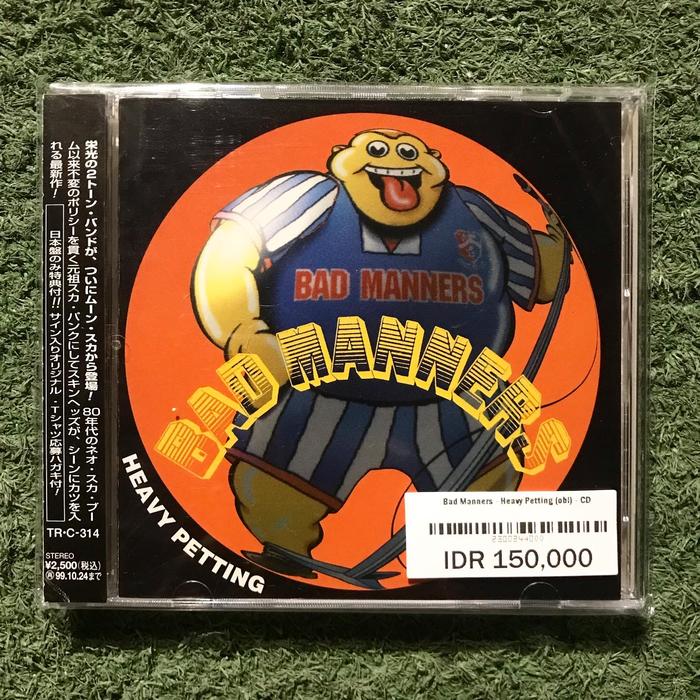 栄光の2トーン・バンドが、ついにムーン・スカから登場! 80年代のネオ・スカ・ブー
ム以来不変のポリシーを貫く元祖スカ・パンクにしてスキンヘッズが、シーンにカツを入
れる最新作!
日本盤のみ特典付!! サイン入りオリジナル・T-シャツ応募ハガキ付!
TR・C-314
STEREO
¥2,500(税込)
再 99.10.24まで
BAD MANNERS
BAD MANNERS
HEAVY PETTING
Bad Manners - Heavy Petting (obi) - CD
IDR 150,000